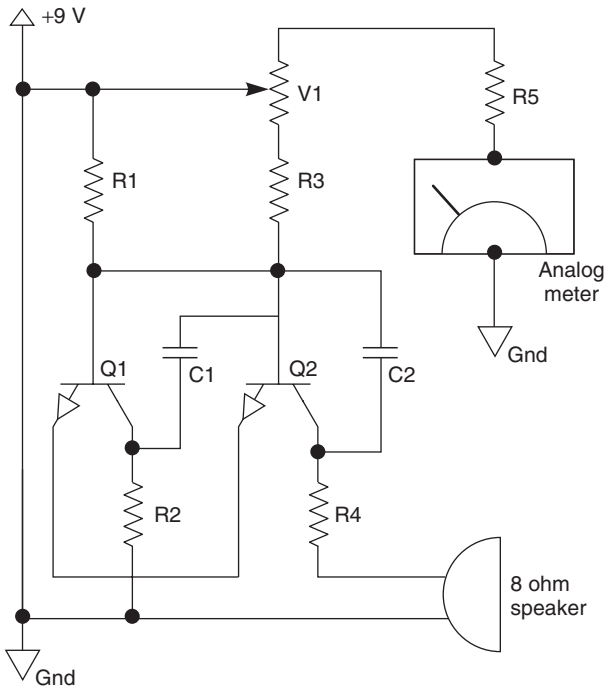 +9 V
V1
R5
R1
R3
Analog
meter
Gnd
Q1
C1
Q2
C2
R2
R4
8 ohm
speaker
Gnd